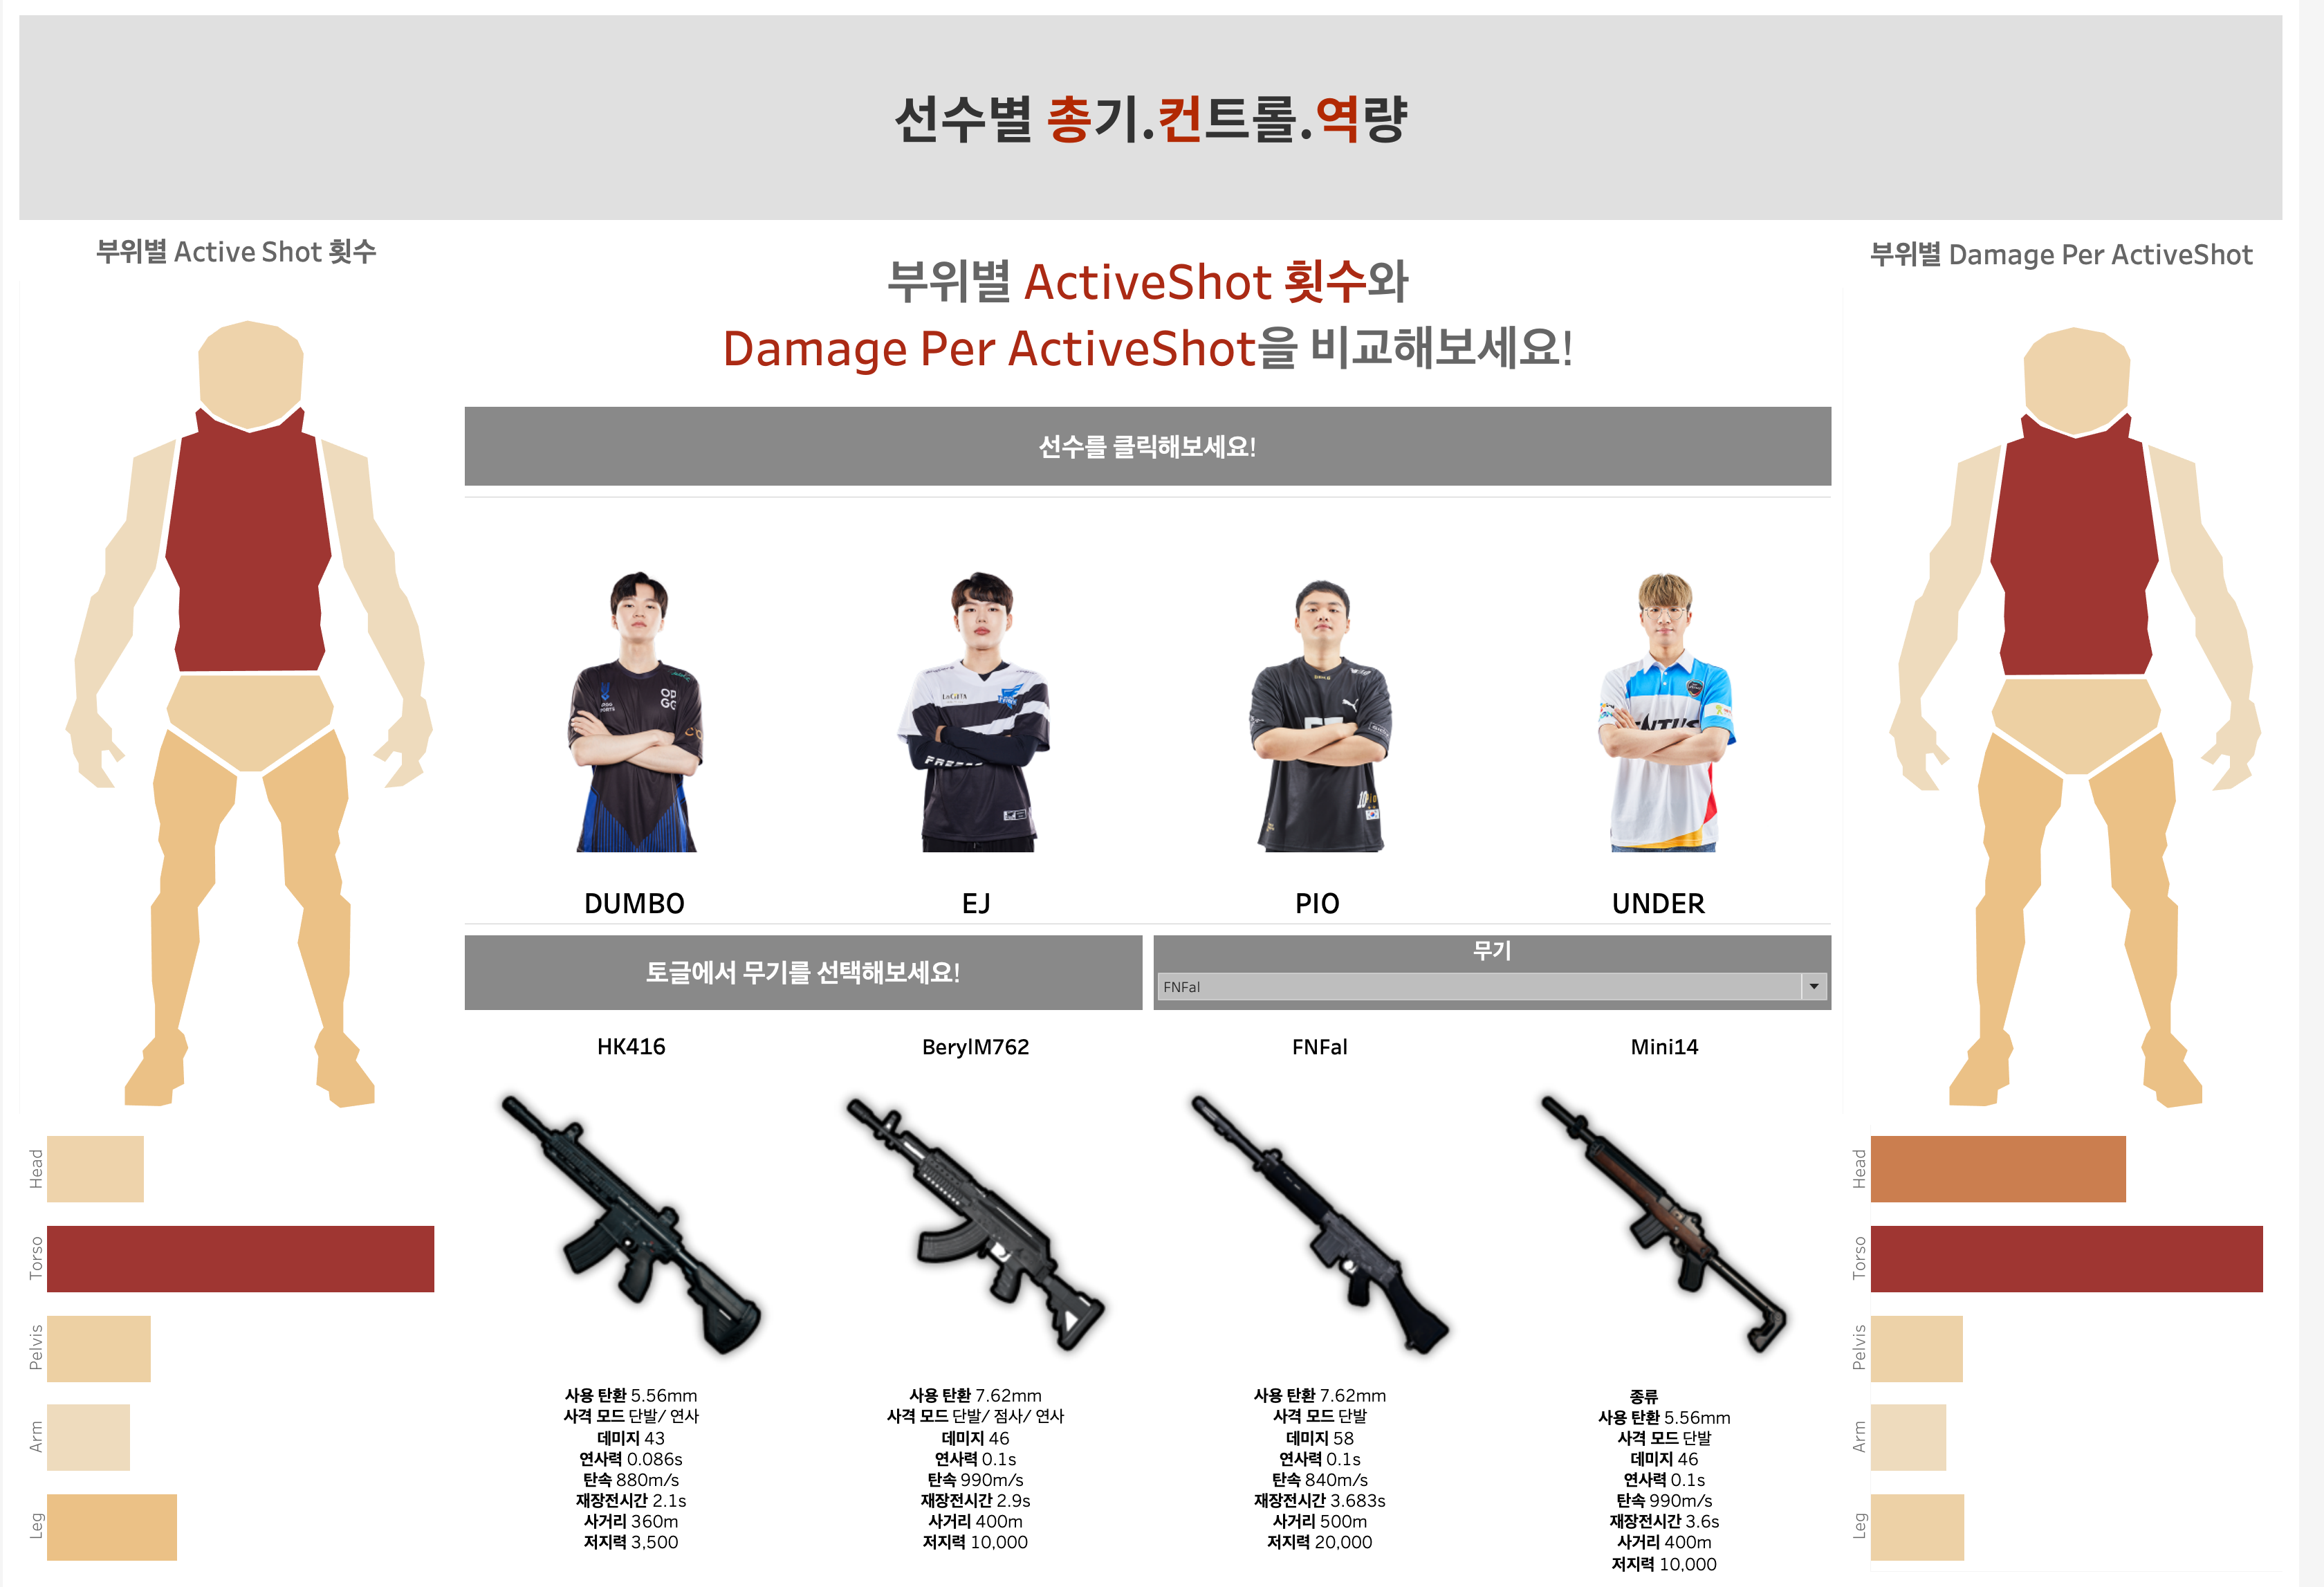 선수별 총기.컨트롤.역량
부위별 Active Shot 횟수
부위별 ActiveShot 횟수와
Damage Per ActiveShot을 비교해보세요!
부위별 Damage Per ActiveShot
선수를 클릭해보세요!
OP
GG
DUMBO
EJ
PIO
UNDER
토글에서 무기를 선택해보세요!
무기
FNFal
HK416
BerylM762
FNFal
Mini14
사용 탄환 5.56mm
사격 모드 단발/ 연사
데미지 43
연사력 0.086s
탄속 880m/s
재장전시간 2.1s
사거리 360m
저지력 3,500
사용 탄환 7.62mm
사격 모드 단발/ 점사/ 연사
데미지 46
연사력 0.1s
탄속 990m/s
재장전시간 2.9s
사거리 400m
저지력 10,000
사용 탄환 7.62mm
사격 모드 단발
데미지 58
연사력 0.1s
탄속 840m/s
재장전시간 3.683s
사거리 500m
저지력 20,000
종류
사용 탄환 5.56mm
사격 모드 단발
데미지 46
연사력 0.1s
탄속 990m/s
재장전시간 3.6s
사거리 400m
저지력 10,000
Head
Torso
Pelvis
Arm
Leg
Head
Torso
Pelvis
Arm
Leg